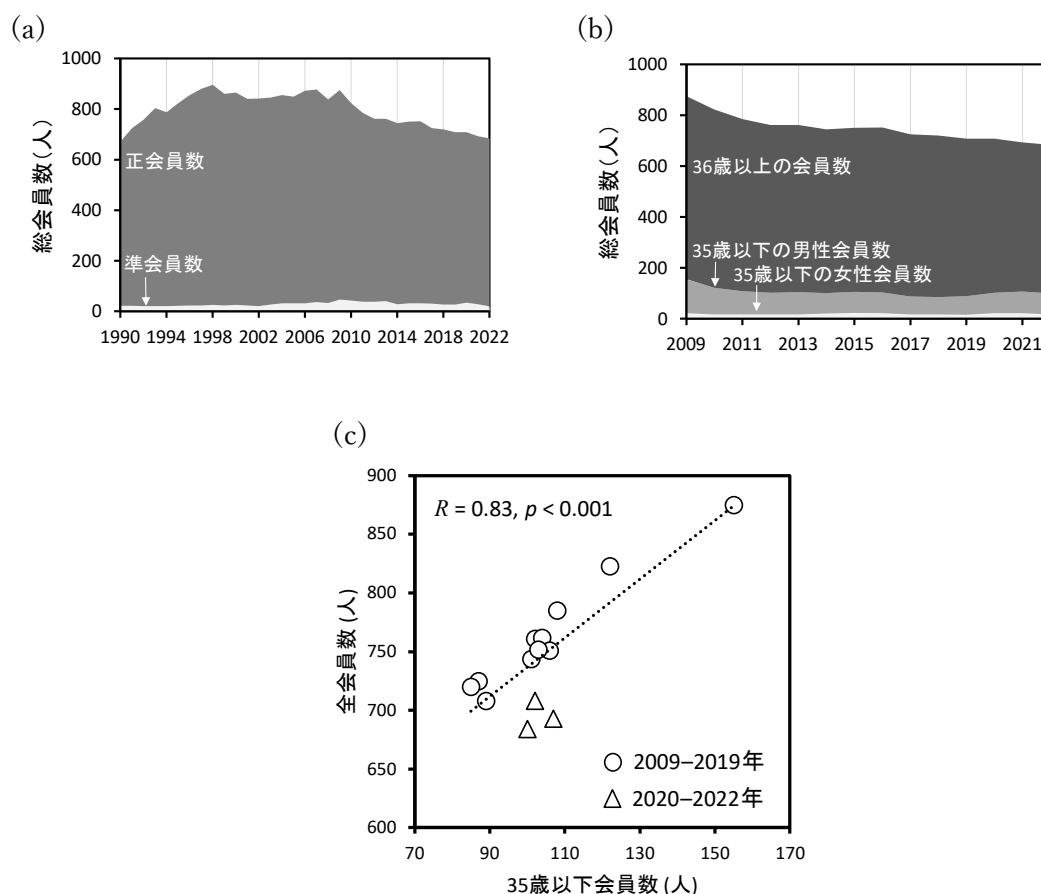 (a)
総会員数(人)
1000
800
600
400
200
0
正会員数
準会員数
1990 1994 1998 2002 2006 2010 2014 2018 2022
(b)
総会員数(人)
1000
800
600
400
200
0
36歳以上の会員数
35歳以下の男性会員数
35歳以下の女性会員数
2009 2011 2013 2015 2017 2019 2021
(c)
全会員数 (人)
900
850
800
750
700
650
600
R = 0.83, p < 0.001
2009–2019年
2020–2022年
70 90 110 130 150 170
35歳以下会員数 (人)